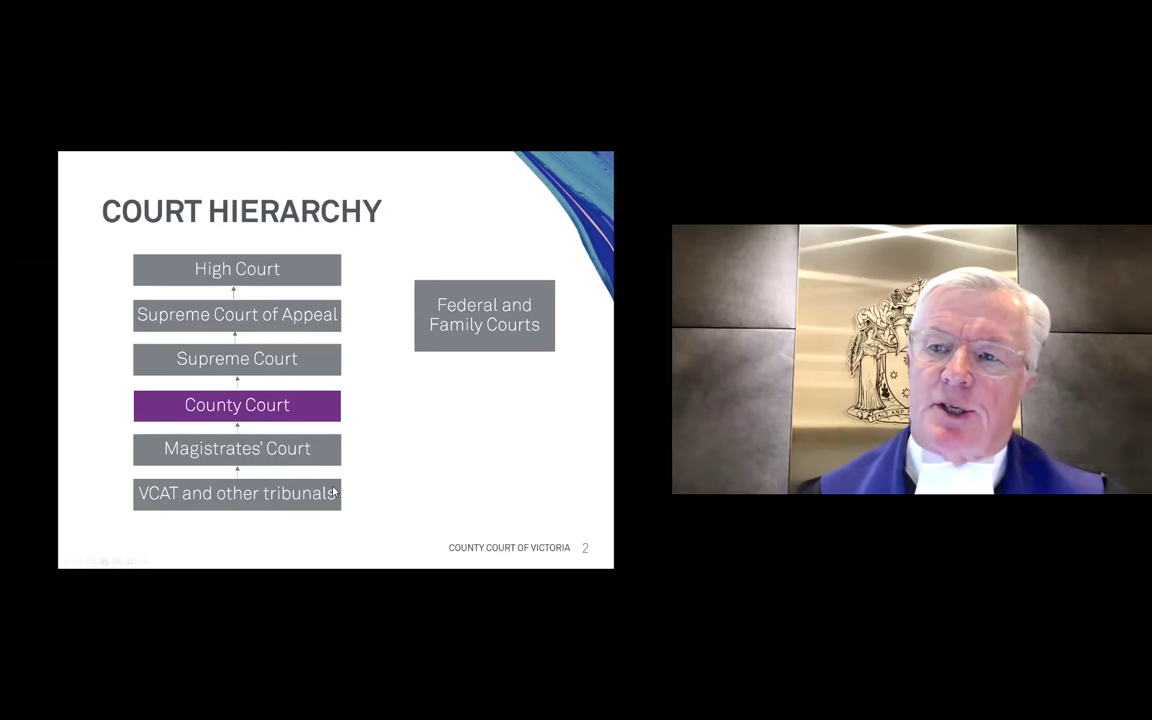 COURT HIERARCHY
High Court
Supreme Court of Appeal
Supreme Court
County Court
Magistrates' Court
VCAT and other tribunals
Federal and
Family Courts
COUNTY COURT OF VICTORIA 2